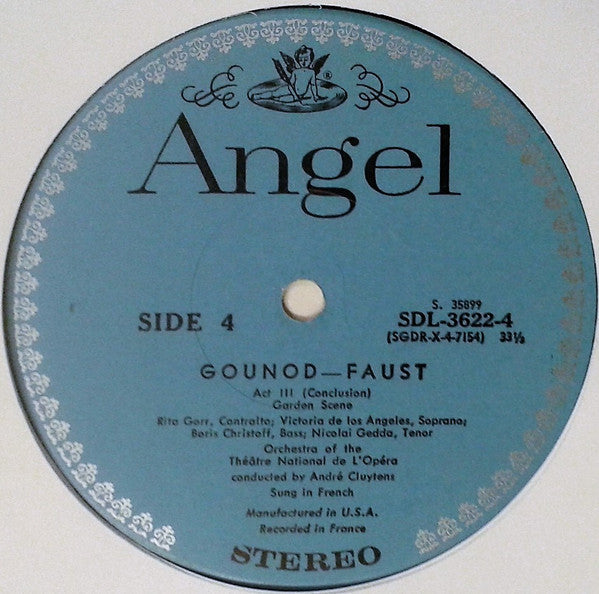 ®
Angel
SIDE 4
S. 35899
SDL-3622-4
(SGDR-X-4-7154) 33⅓
GOUNOD—FAUST
Act III (Conclusion)
Garden Scene
Rita Gorr, Contralto; Victoria de los Angeles, Soprano;
Boris Christoff, Bass; Nicolai Gedda, Tenor
Orchestra of the
Théâtre National de L'Opéra
conducted by André Cluytens
Sung in French
Manufactured in U.S.A.
Recorded in France
STEREO